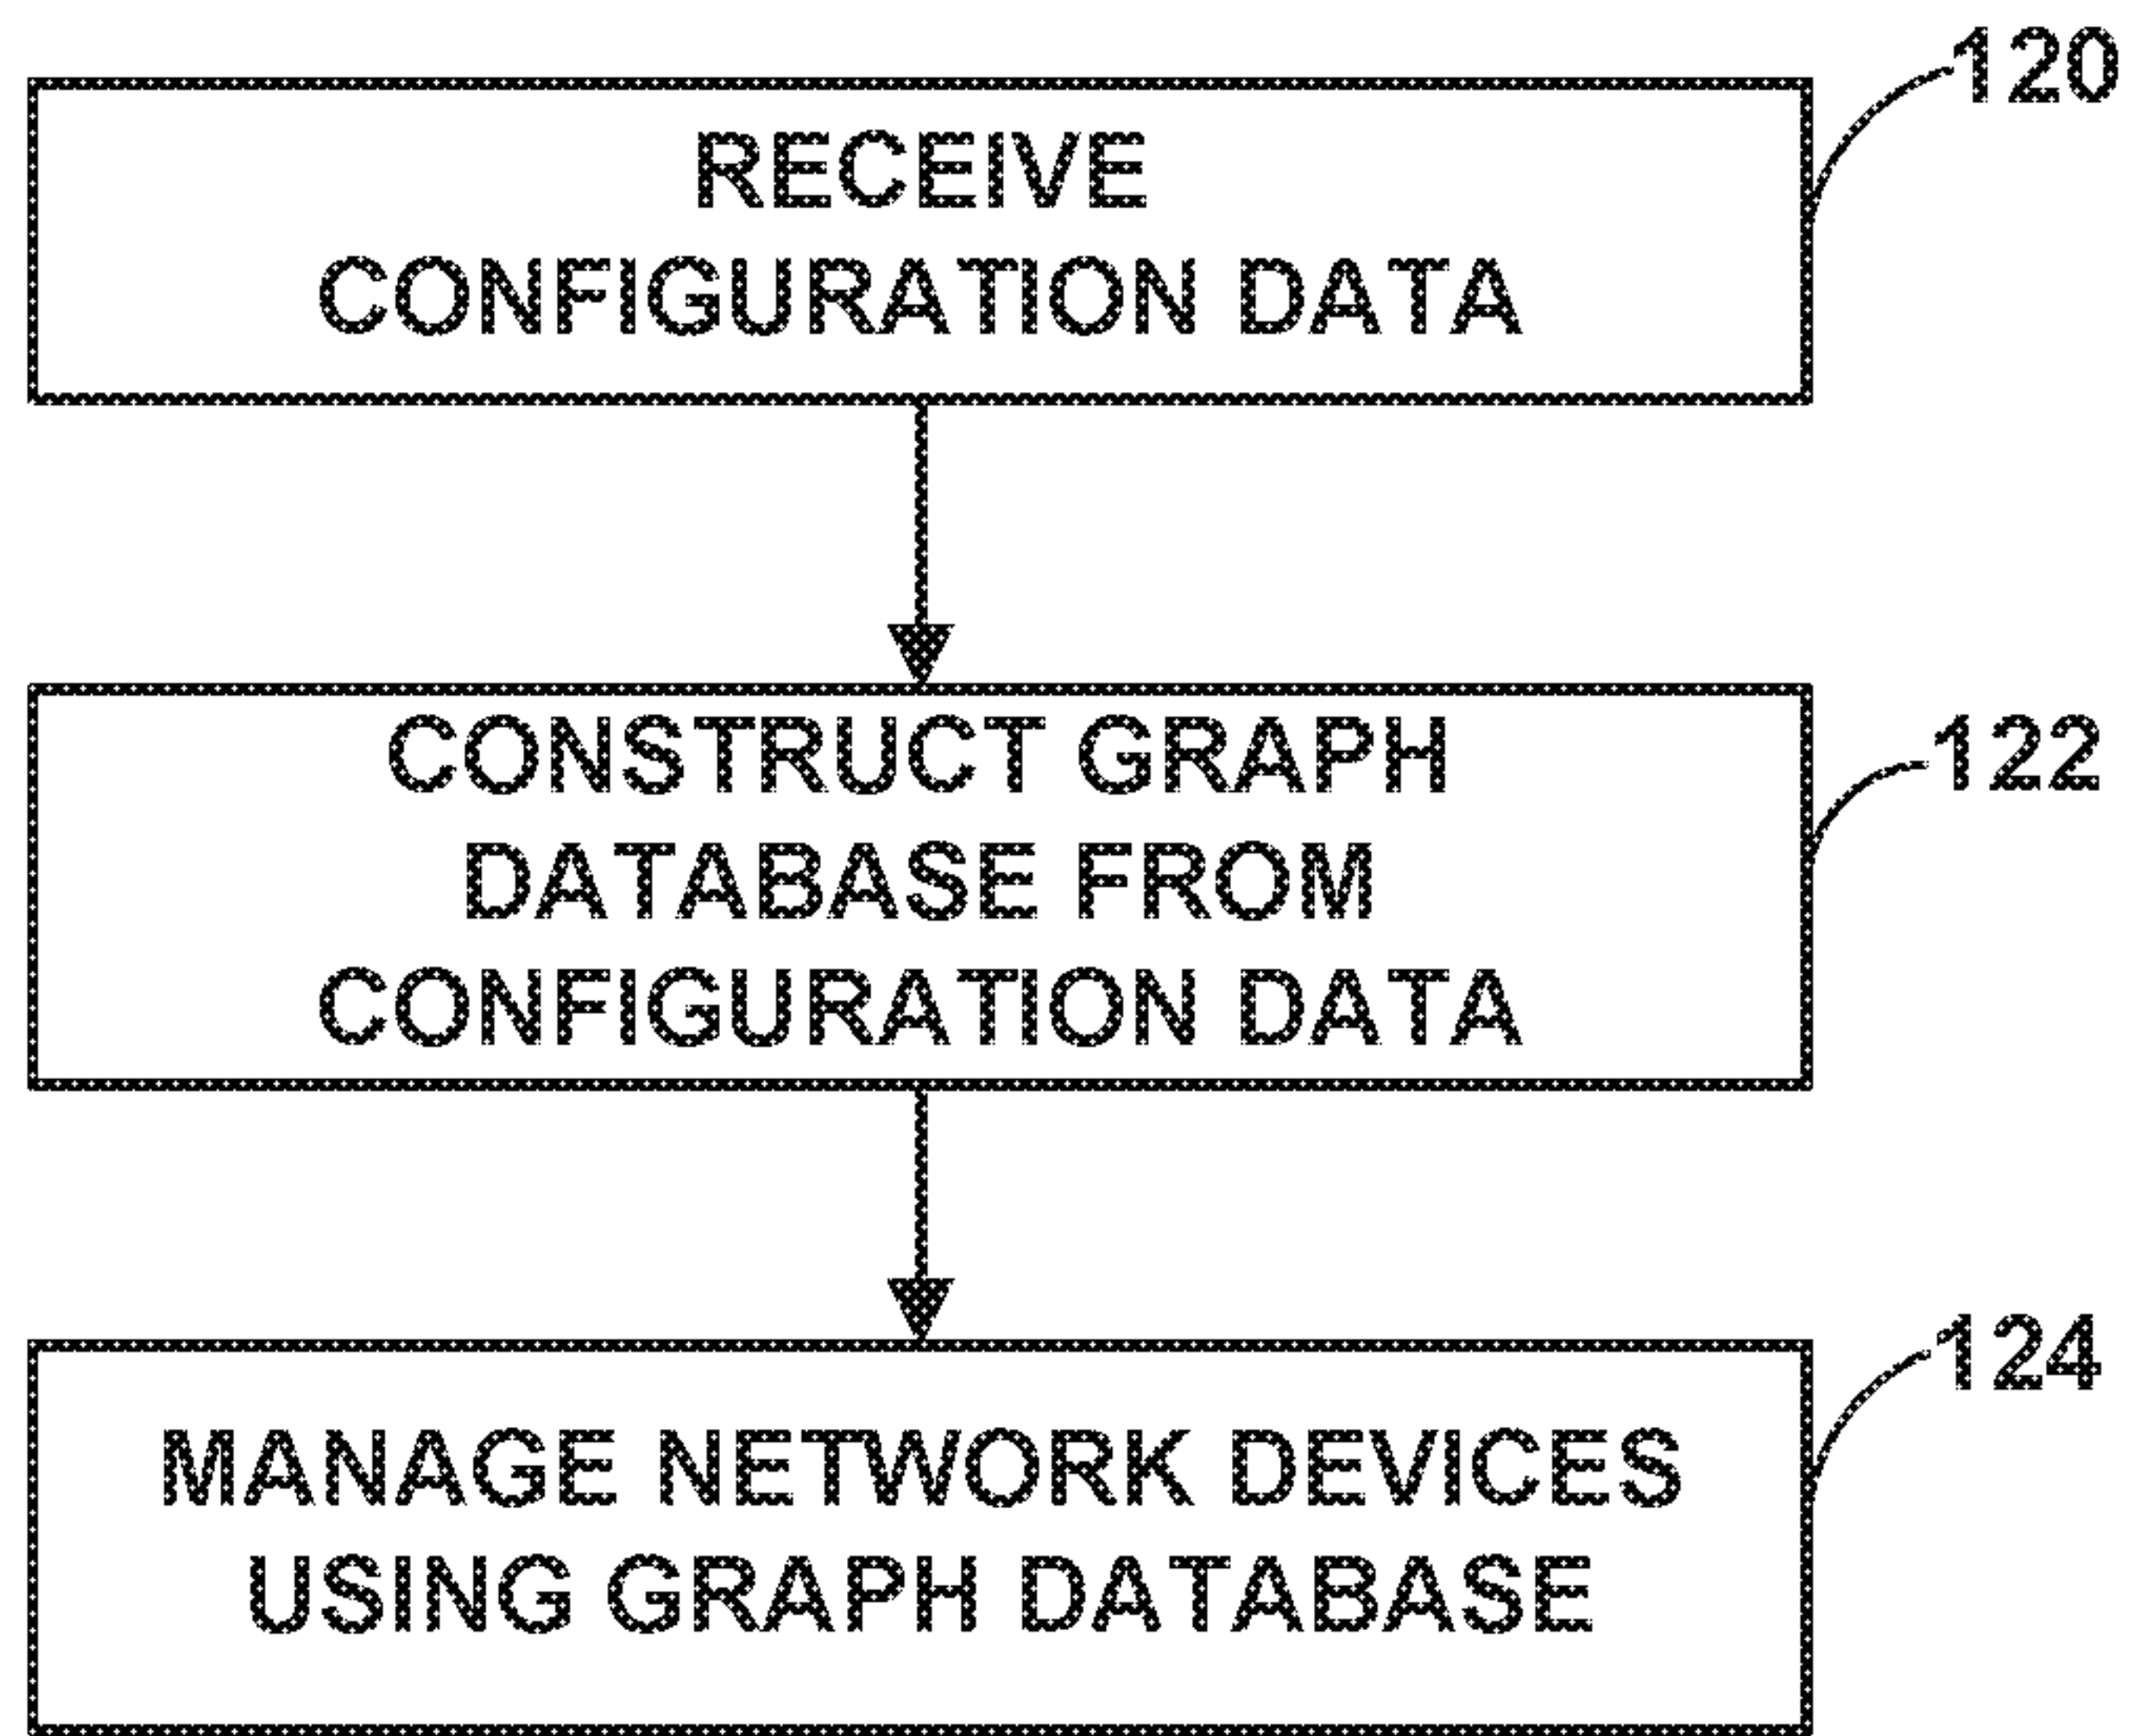 120
RECEIVE
CONFIGURATION DATA
122
CONSTRUCT GRAPH
DATABASE FROM
CONFIGURATION DATA
124
MANAGE NETWORK DEVICES
USING GRAPH DATABASE